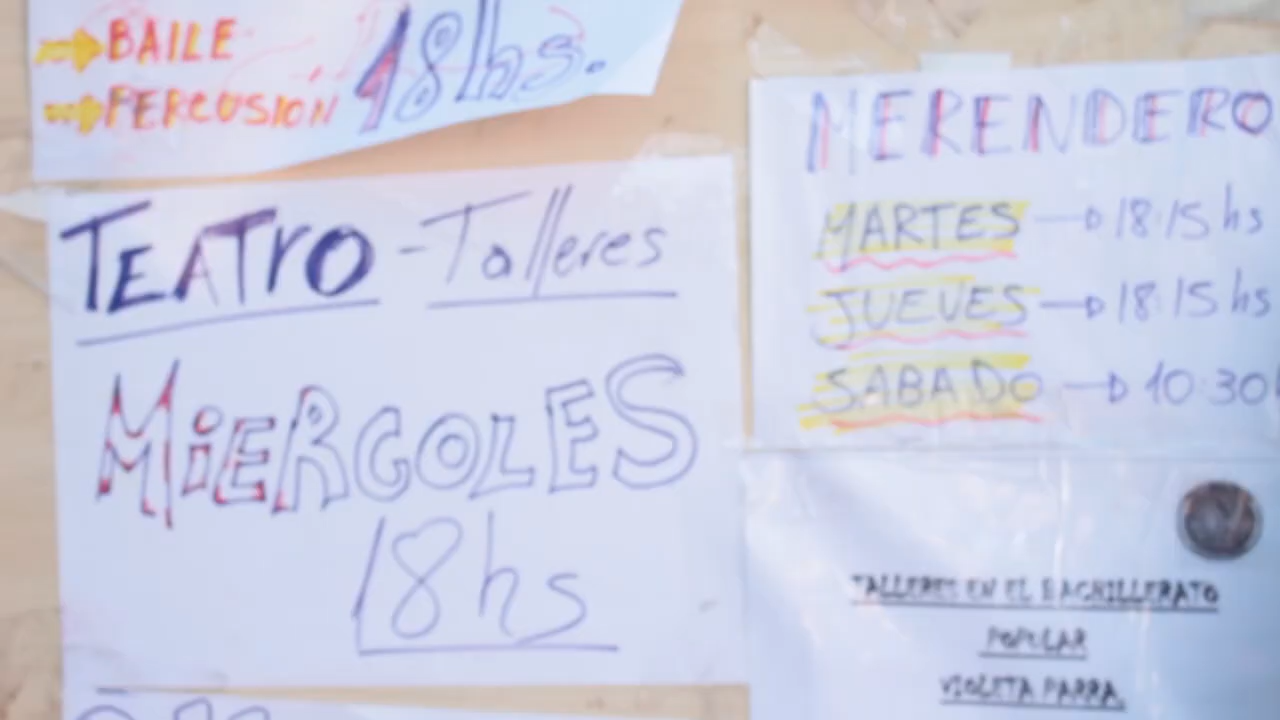 BAILE
PERCUSIÓN
18hs.
TEATrO - Talleres
MiERCOLES
18hs
MERENDERO
MARTES → 18:15 hs
JUEVES → 18:15 hs
SABADO → 10:30
TALLERES EN EL BACHILLERATO
POPULAR
VIOLETA PARRA